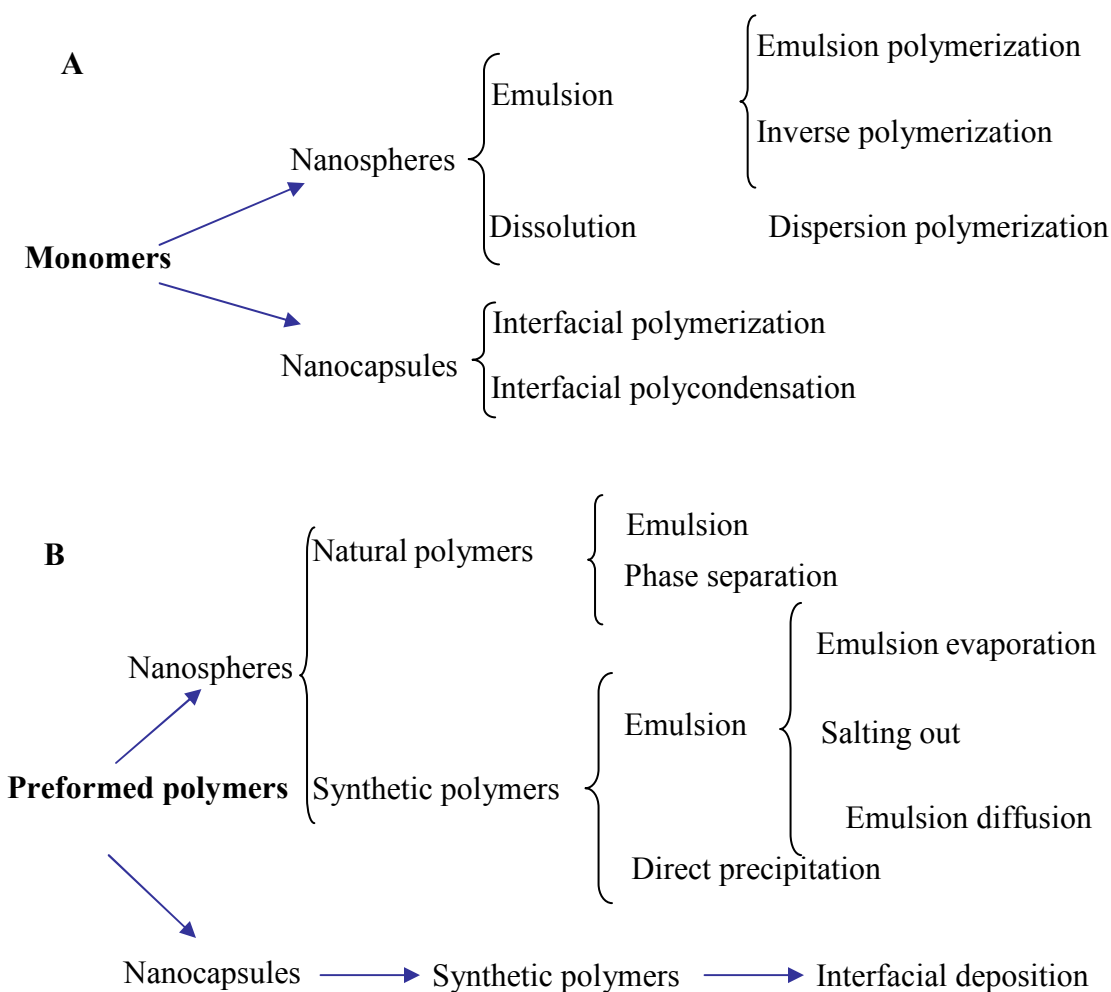 A
Emulsion polymerization
Emulsion
Inverse polymerization
Nanospheres
Dissolution
Dispersion polymerization
Monomers
Interfacial polymerization
Nanocapsules
Interfacial polycondensation
B
Emulsion
Natural polymers
Phase separation
Nanospheres
Emulsion evaporation
Emulsion
Salting out
Preformed polymers
Synthetic polymers
Emulsion diffusion
Direct precipitation
Nanocapsules
Synthetic polymers
Interfacial deposition